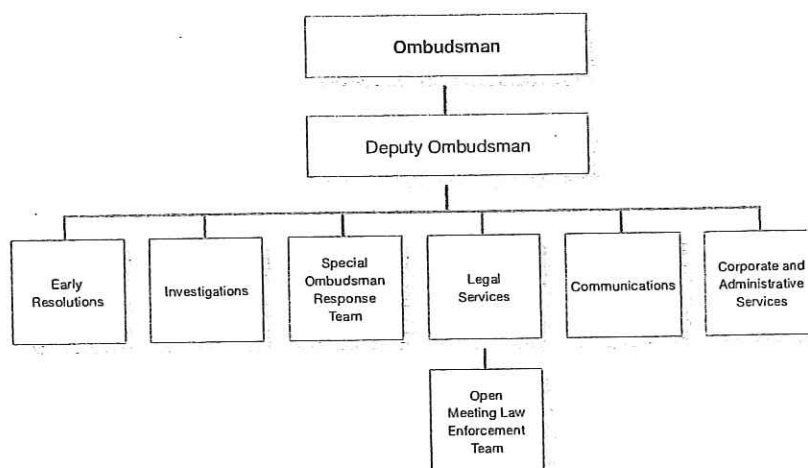 Ombudsman
Deputy Ombudsman
Early
Resolutions
Investigations
Special
Ombudsman
Response
Team
Legal
Services
Communications
Corporate and
Administrative
Services
Open
Meeting Law
Enforcement
Team